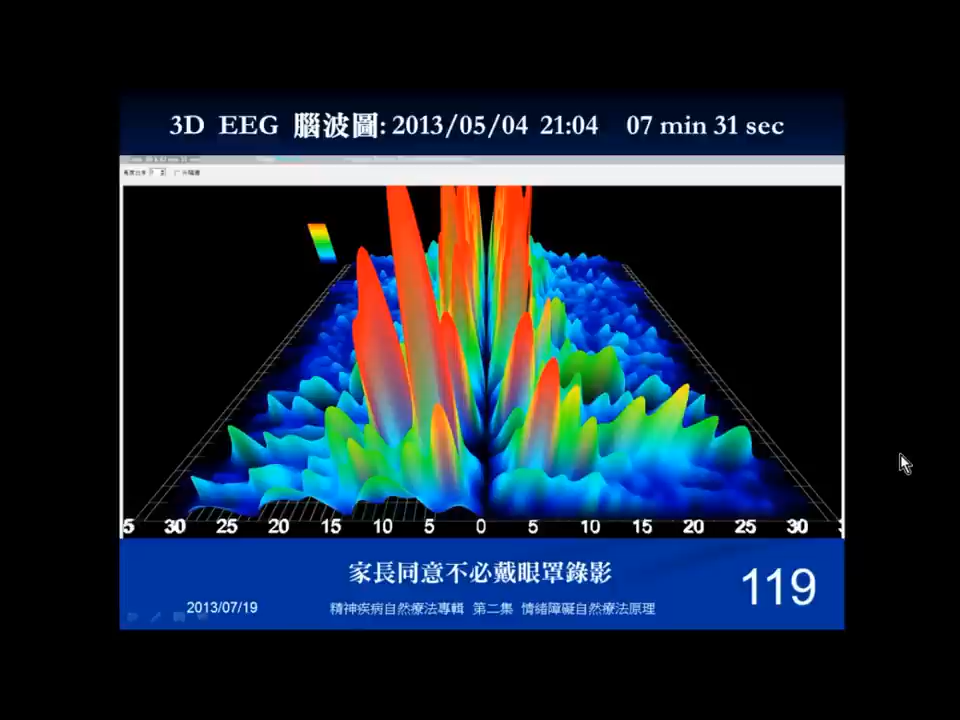 3D EEG 腦波圖: 2013/05/04 21:04 07 min 31 sec
5 30 25 20 15 10 5 0 5 10 15 20 25 30
家長同意不必戴眼罩錄影
119
2013/07/19 精神疾病自然療法專輯 第二集 情緒障礙自然療法原理